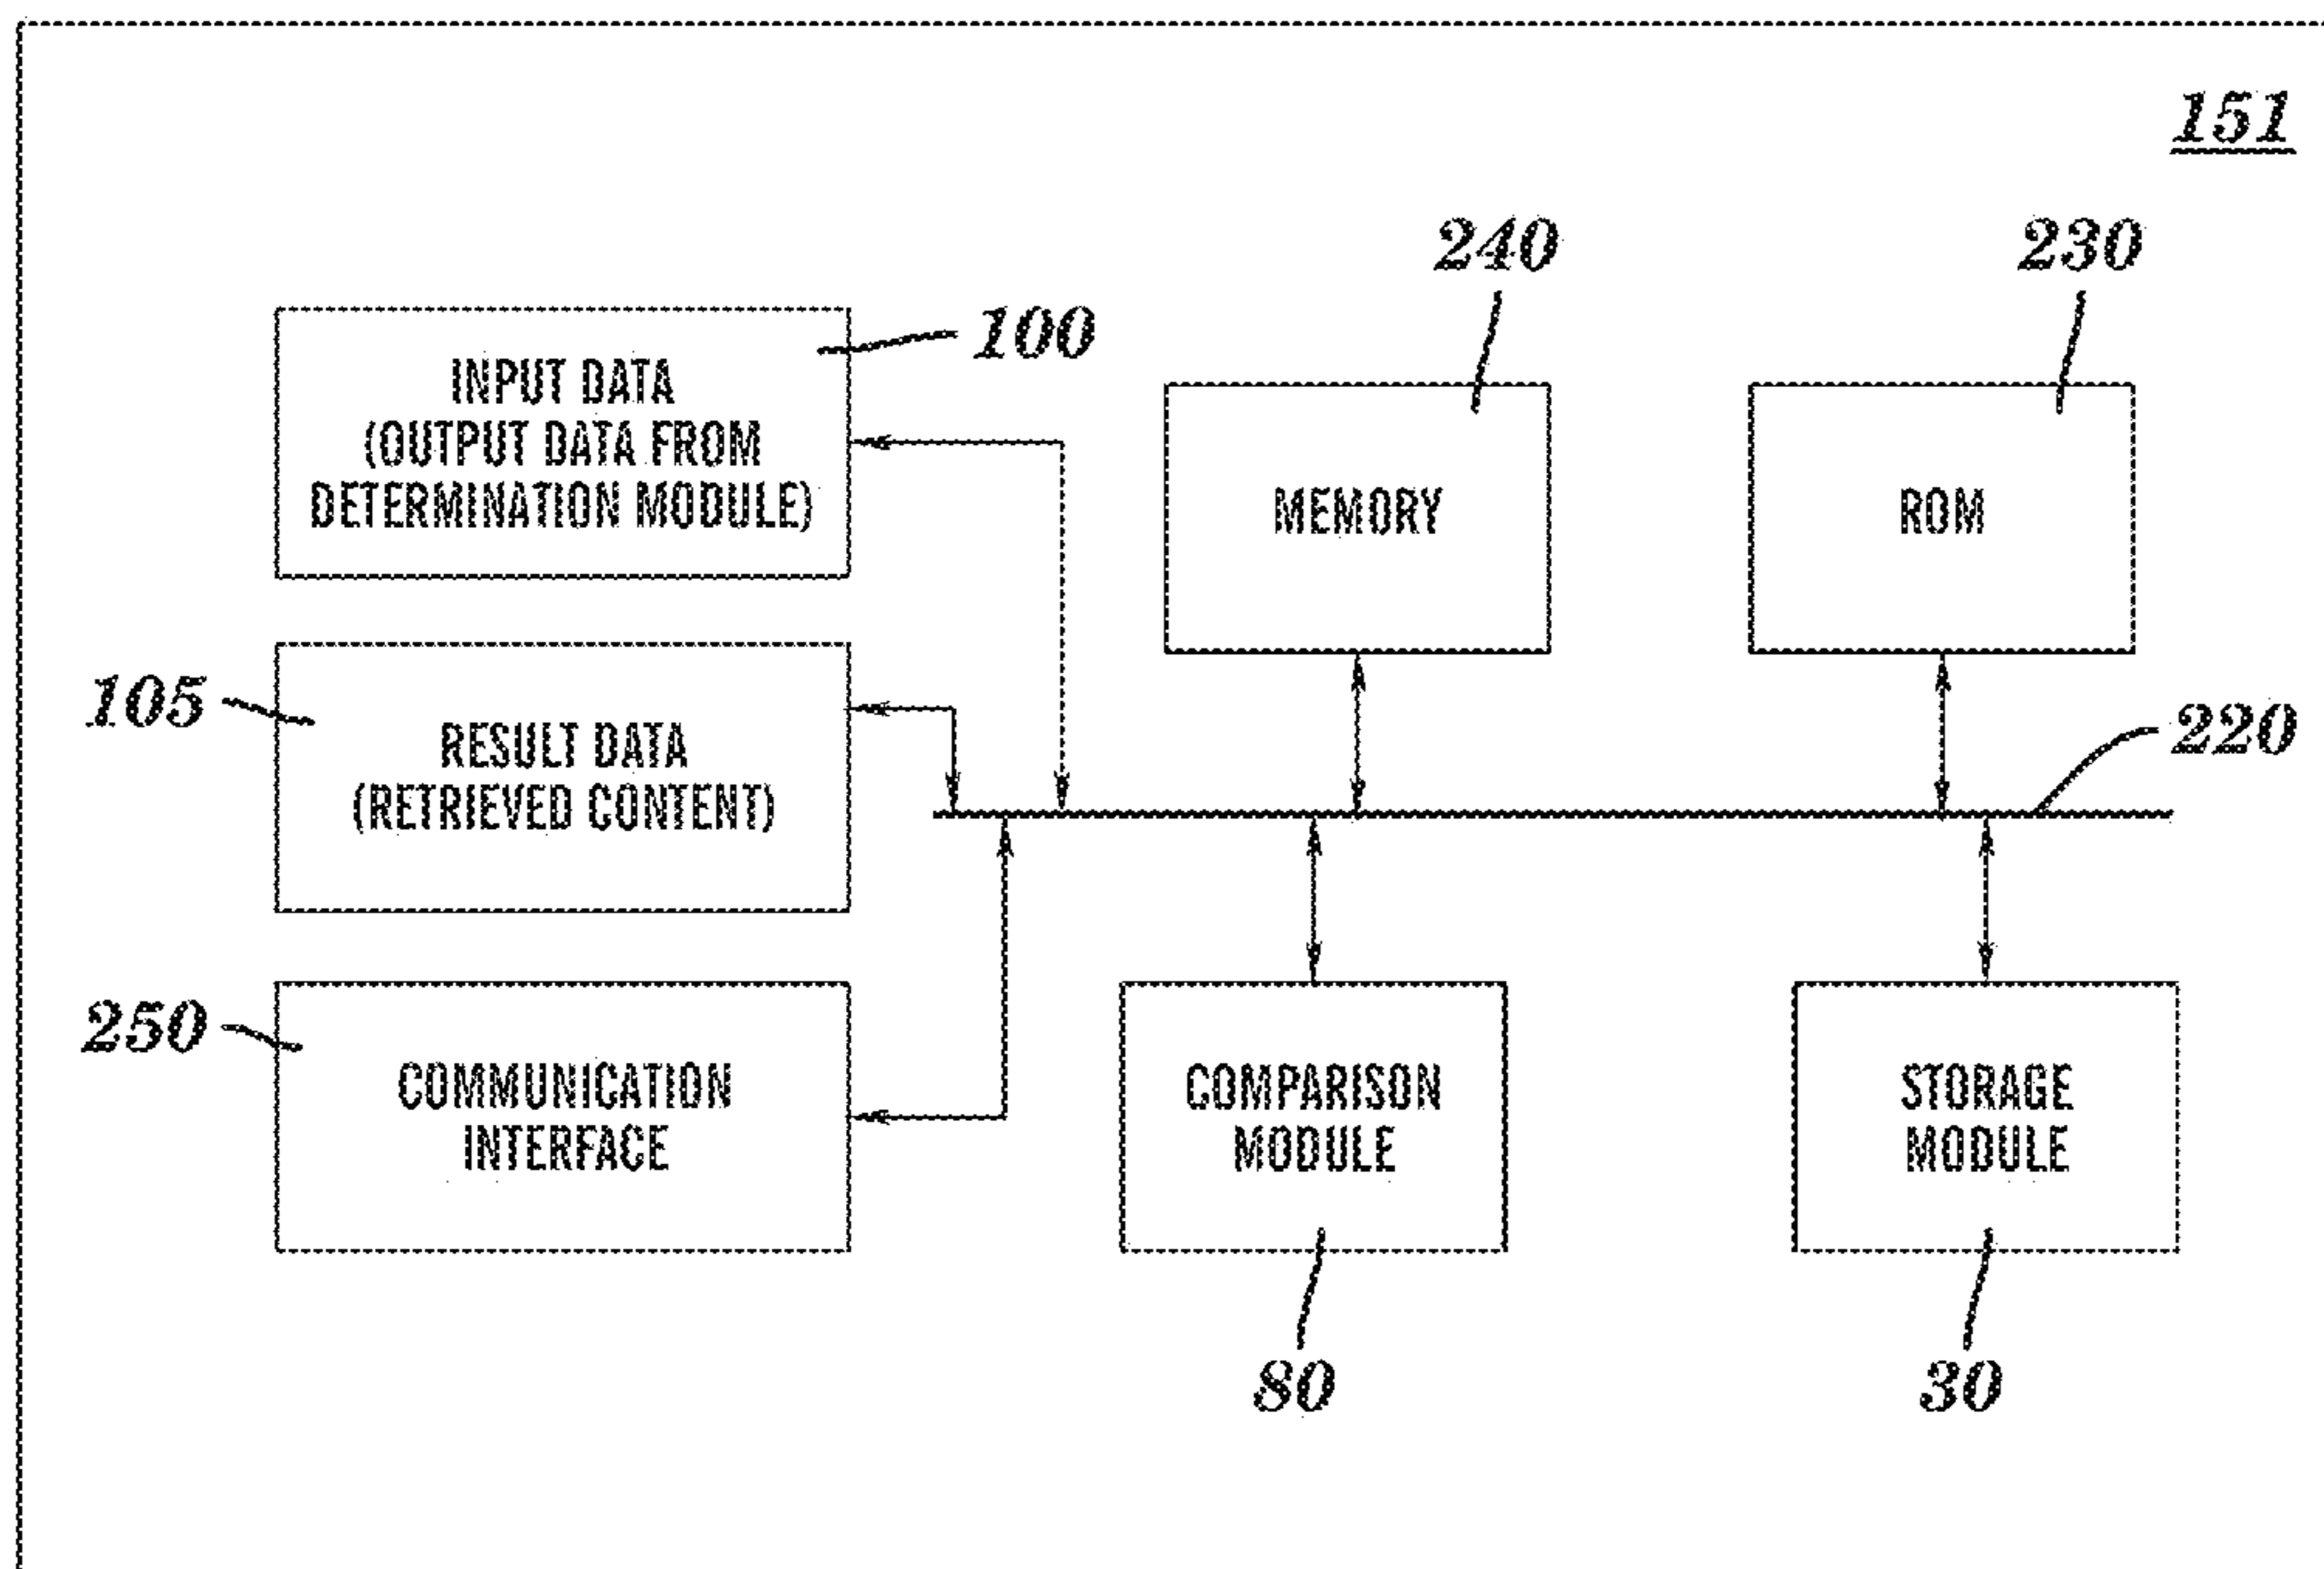 151
240
230
100
INPUT DATA
(OUTPUT DATA FROM
DETERMINATION MODULE)
MEMORY
ROM
105
RESULT DATA
(RETRIEVED CONTENT)
220
250
COMMUNICATION
INTERFACE
COMPARISON
MODULE
STORAGE
MODULE
80
30